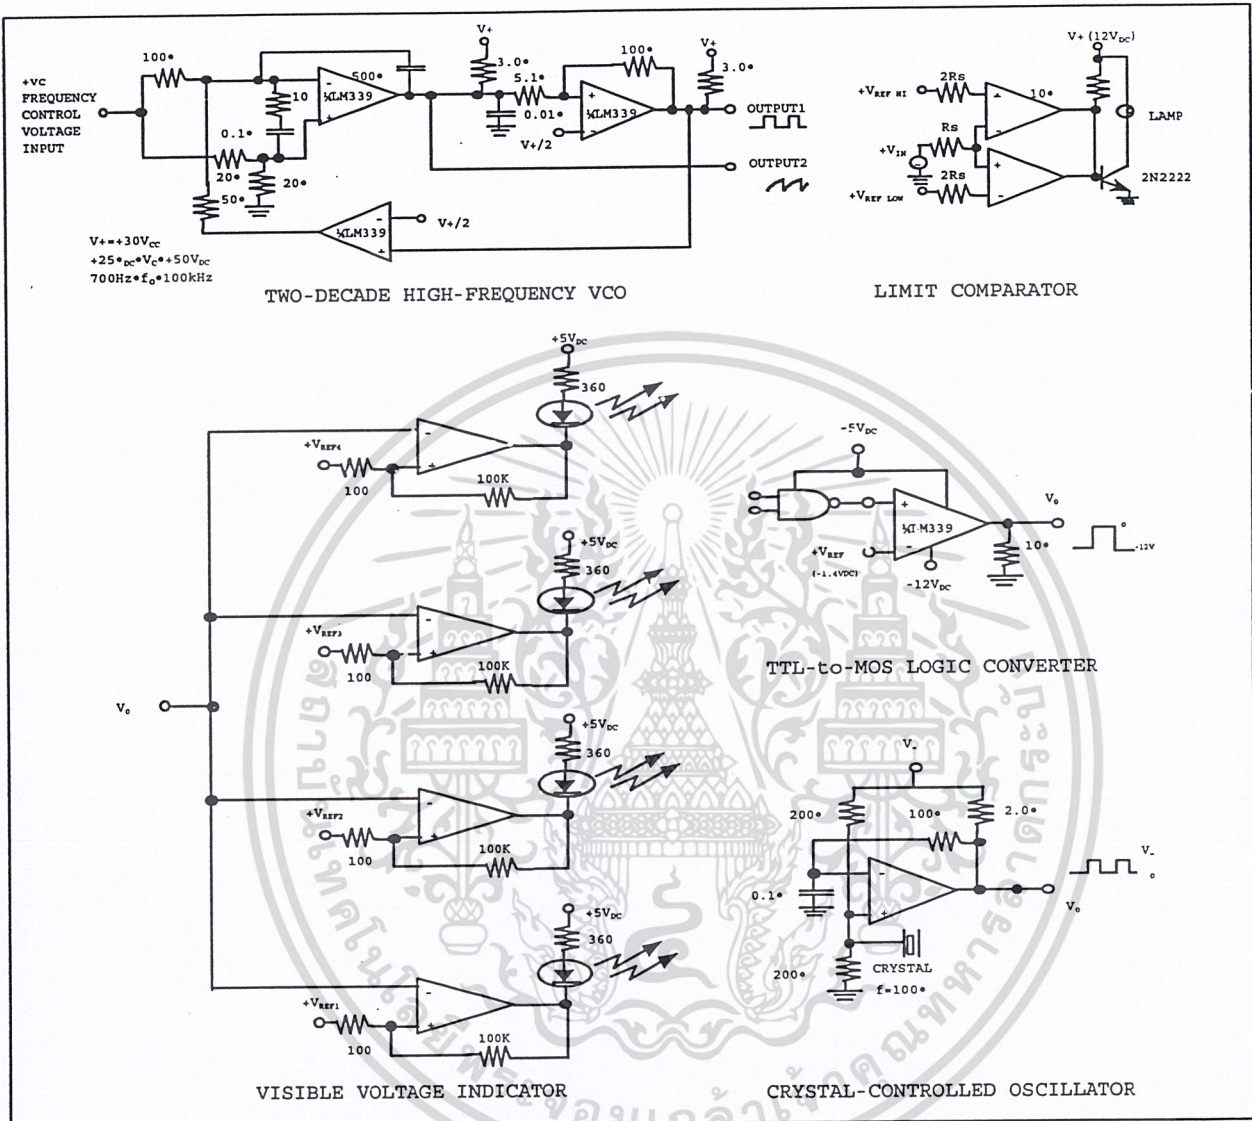 +VC
FREQUENCY
CONTROL
VOLTAGE
INPUT
100•
0.1•
20•
20•
50•
10
500•
¼LM339
V+
3.0•
5.1•
0.01•
V+/2
100•
¼LM339
V+
3.0•
OUTPUT1
OUTPUT2
¼LM339
V+/2
V+=+30VCC
+25•DC•VC•+50VDC
700Hz•fO•100kHz
TWO-DECADE HIGH-FREQUENCY VCO
V+(12VDC)
+VREF HI
2Rs
10•
Rs
+VIN
2Rs
+VREF LOW
LAMP
2N2222
LIMIT COMPARATOR
+5VDC
360
+VREF4
100
100K
+5VDC
360
+VREF3
100
100K
Vo
+5VDC
360
+VREF2
100
100K
+5VDC
360
+VREF1
100
100K
VISIBLE VOLTAGE INDICATOR
-5VDC
+VREF
(-1.4VDC)
-12VDC
10•
Vo
o
-12V
TTL-to-MOS LOGIC CONVERTER
V-
200•
100•
2.0•
0.1•
200•
CRYSTAL
f=100•
Vo
V-
o
CRYSTAL-CONTROLLED OSCILLATOR